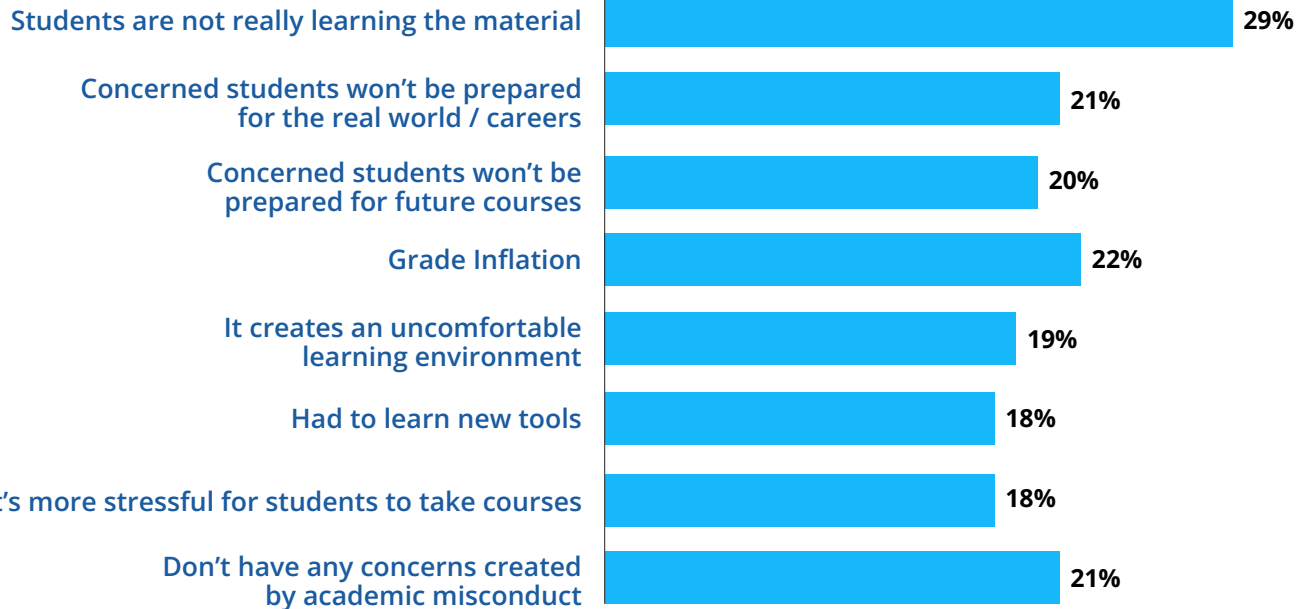 Students are not really learning the material
29%
Concerned students won’t be prepared
for the real world / careers
21%
Concerned students won’t be
prepared for future courses
20%
Grade Inflation
22%
It creates an uncomfortable
learning environment
19%
Had to learn new tools
18%
’s more stressful for students to take courses
18%
Don’t have any concerns created
by academic misconduct
21%